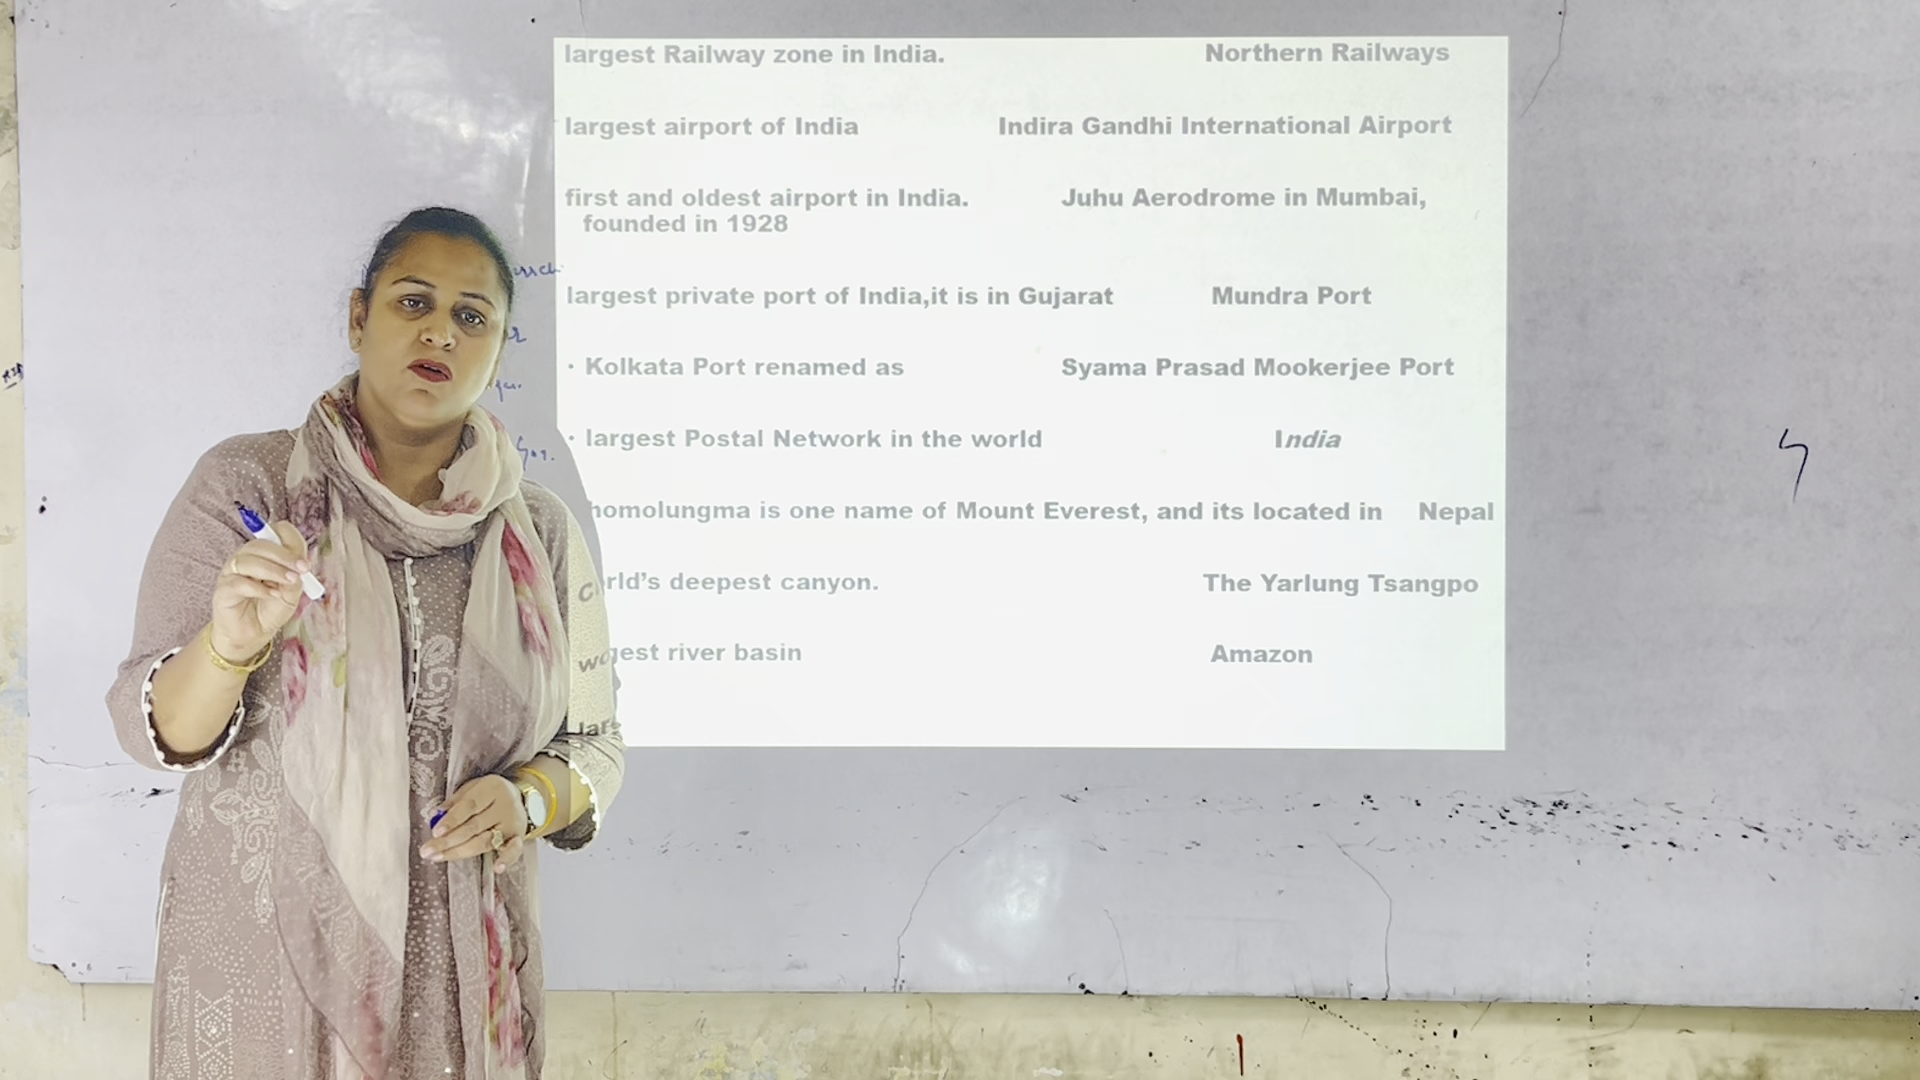 largest Railway zone in India. Northern Railways
largest airport of India Indira Gandhi International Airport
first and oldest airport in India. Juhu Aerodrome in Mumbai,
founded in 1928
largest private port of India,it is in Gujarat Mundra Port
· Kolkata Port renamed as Syama Prasad Mookerjee Port
· largest Postal Network in the world India
homolungma is one name of Mount Everest, and its located in Nepal
rld’s deepest canyon. The Yarlung Tsangpo
gest river basin Amazon